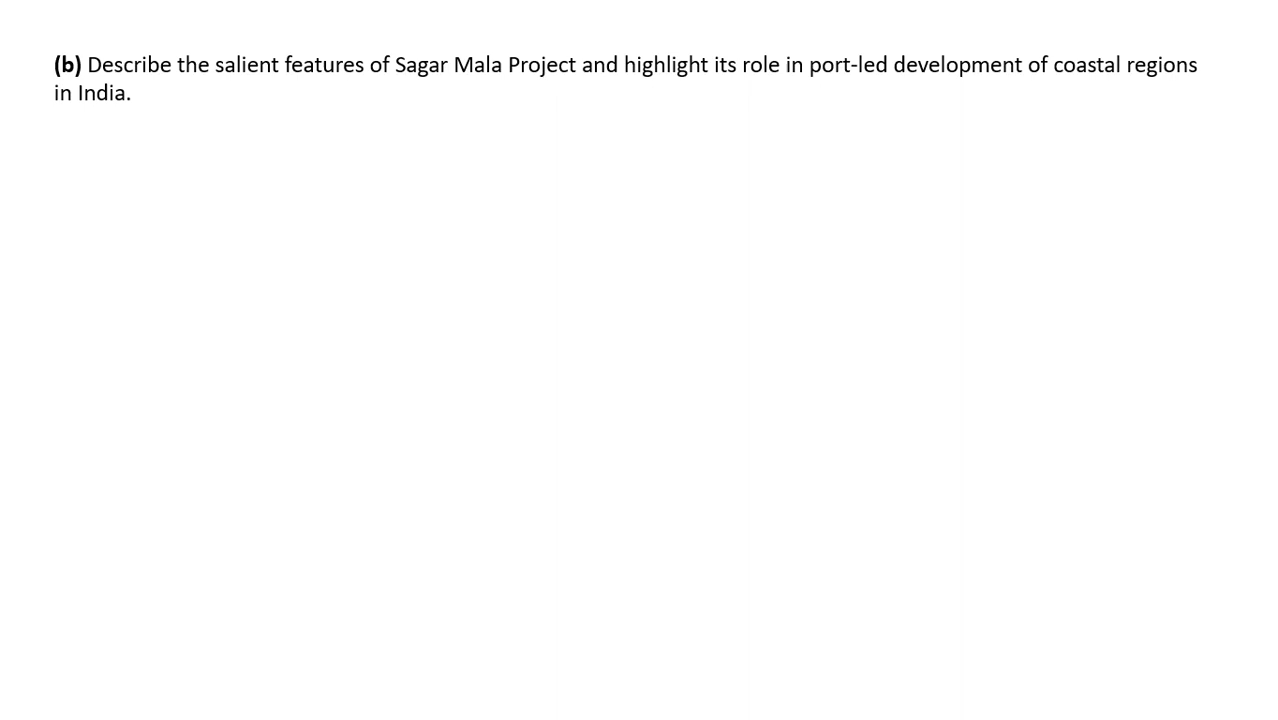 (b) Describe the salient features of Sagar Mala Project and highlight its role in port-led development of coastal regions
in India.